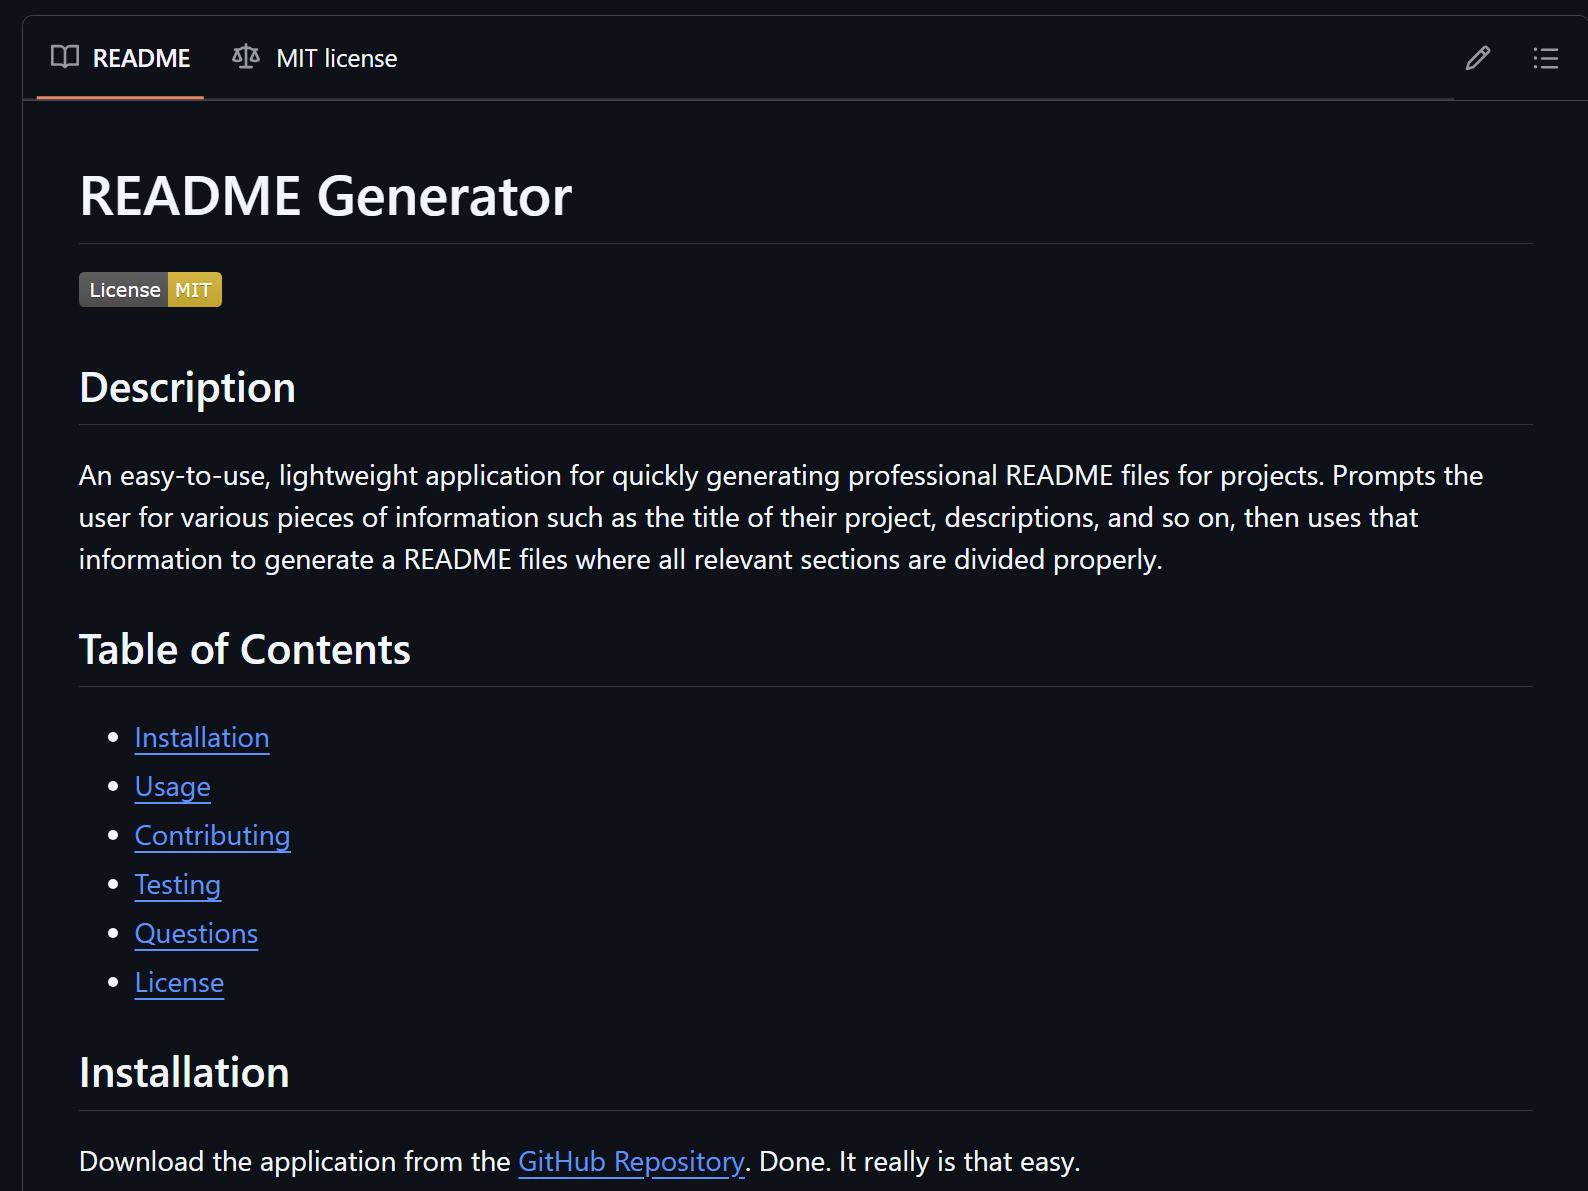 README
MIT license
README Generator
License MIT
Description
An easy-to-use, lightweight application for quickly generating professional README files for projects. Prompts the
user for various pieces of information such as the title of their project, descriptions, and so on, then uses that
information to generate a README files where all relevant sections are divided properly.
Table of Contents
Installation
Usage
Contributing
Testing
Questions
License
Installation
Download the application from the GitHub Repository. Done. It really is that easy.